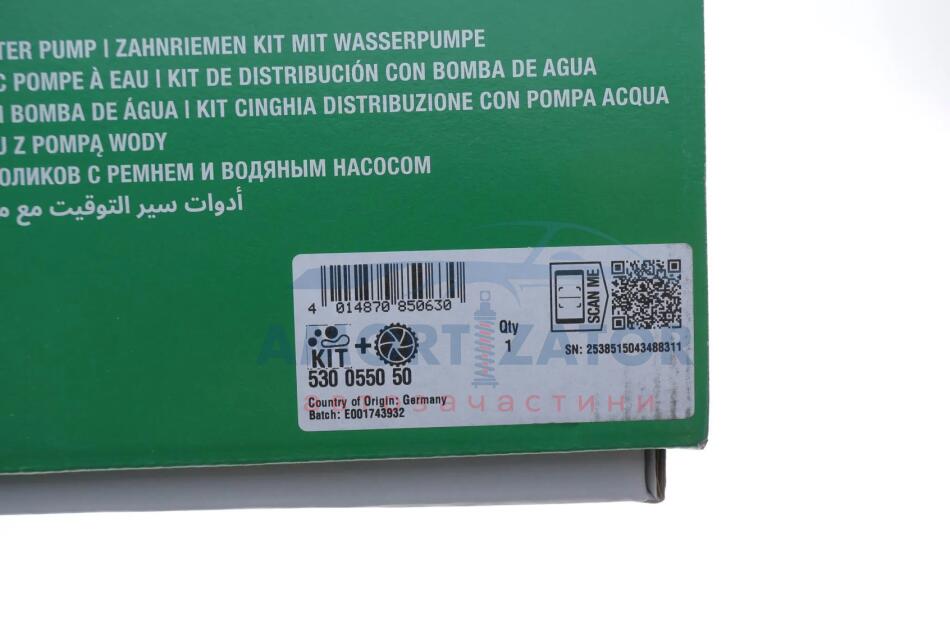 TER PUMP | ZAHNRIEMEN KIT MIT WASSERPUMPE
C POMPE À EAU | KIT DE DISTRIBUCIÓN CON BOMBA DE AGUA
BOMBA DE ÁGUA | KIT CINGHIA DISTRIBUZIONE CON POMPA ACQUA
U Z POMPĄ WODY
ОЛИКОВ С РЕМНЕМ И ВОДЯНЫМ НАСОСОМ
أدوات سير التوقيت مع
4 014870 850630
SCAN ME
KIT +
Qty
1
SN: 2538515043488311
530 0550 50
Country of Origin: Germany
Batch: E001743932
AMORTIZATOR
автозачастини